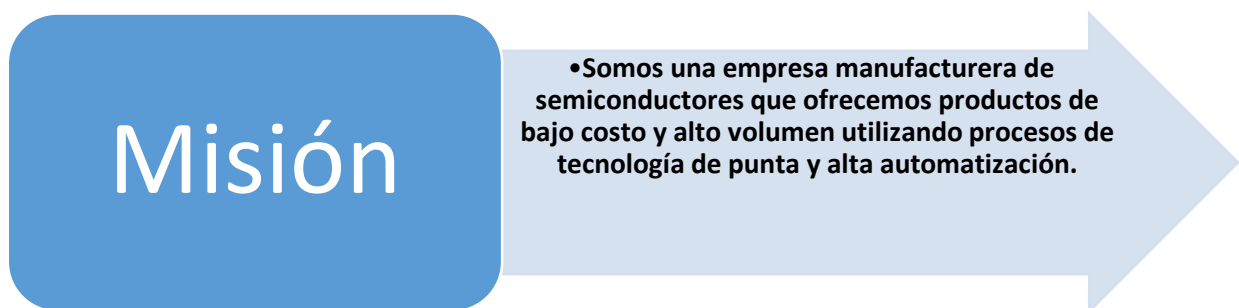 Misión
•Somos una empresa manufacturera de
semiconductores que ofrecemos productos de
bajo costo y alto volumen utilizando procesos de
tecnología de punta y alta automatización.